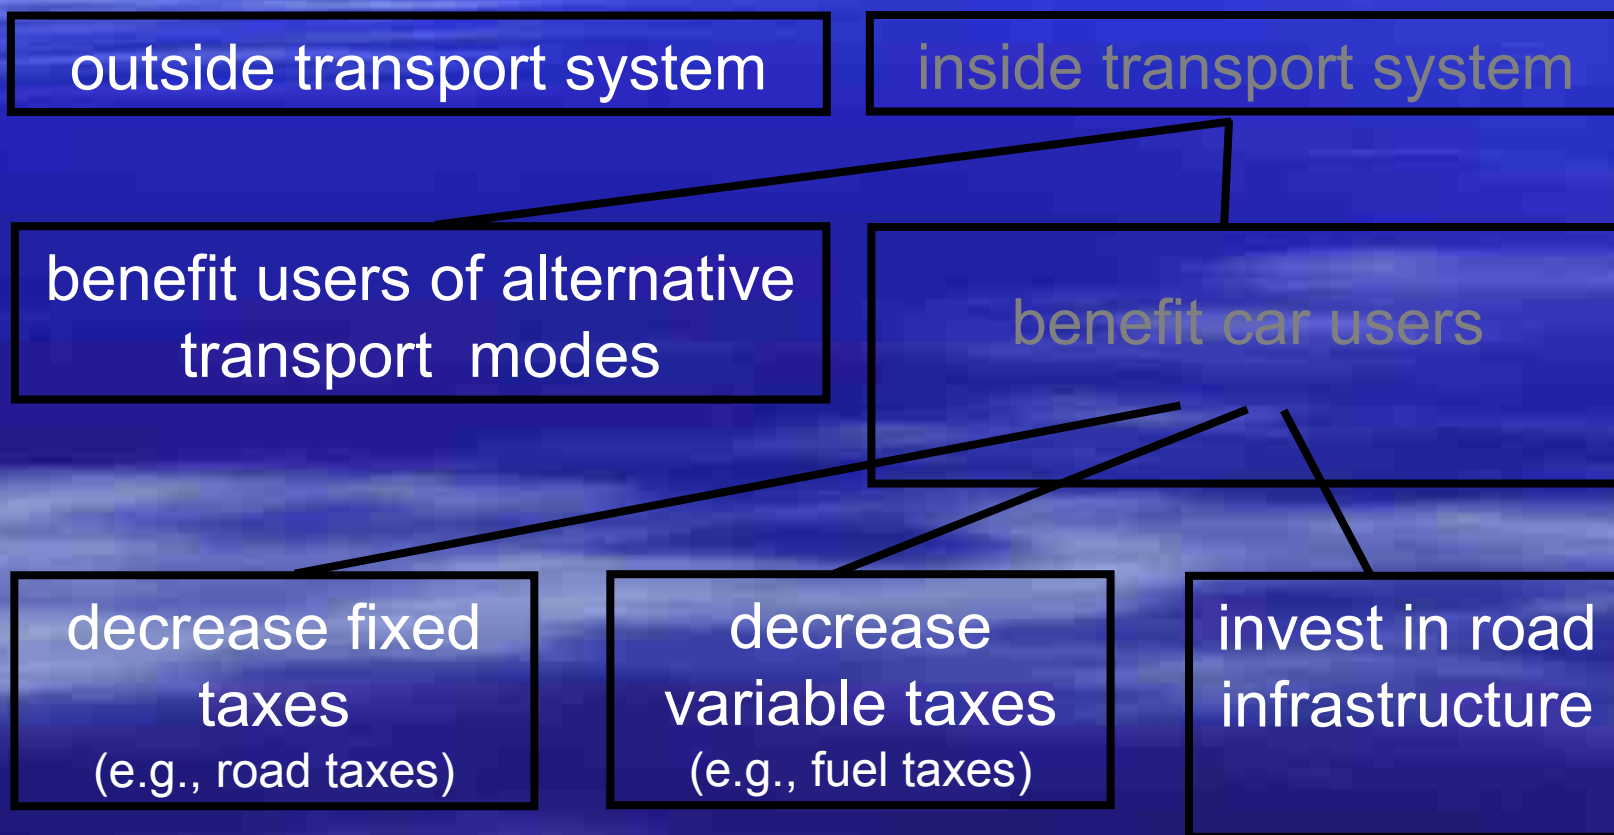 outside transport system
inside transport system
benefit users of alternative
transport modes
benefit car users
decrease fixed
taxes
(e.g., road taxes)
decrease
variable taxes
(e.g., fuel taxes)
invest in road
infrastructure